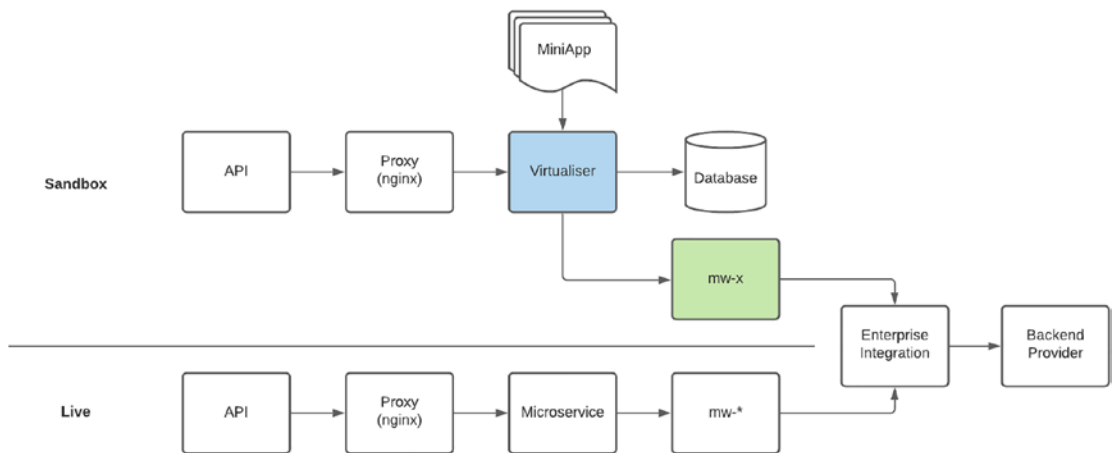 MiniApp
Sandbox
API
Proxy
(nginx)
Virtualiser
Database
mw-x
Enterprise
Integration
Backend
Provider
Live
API
Proxy
(nginx)
Microservice
mw-*